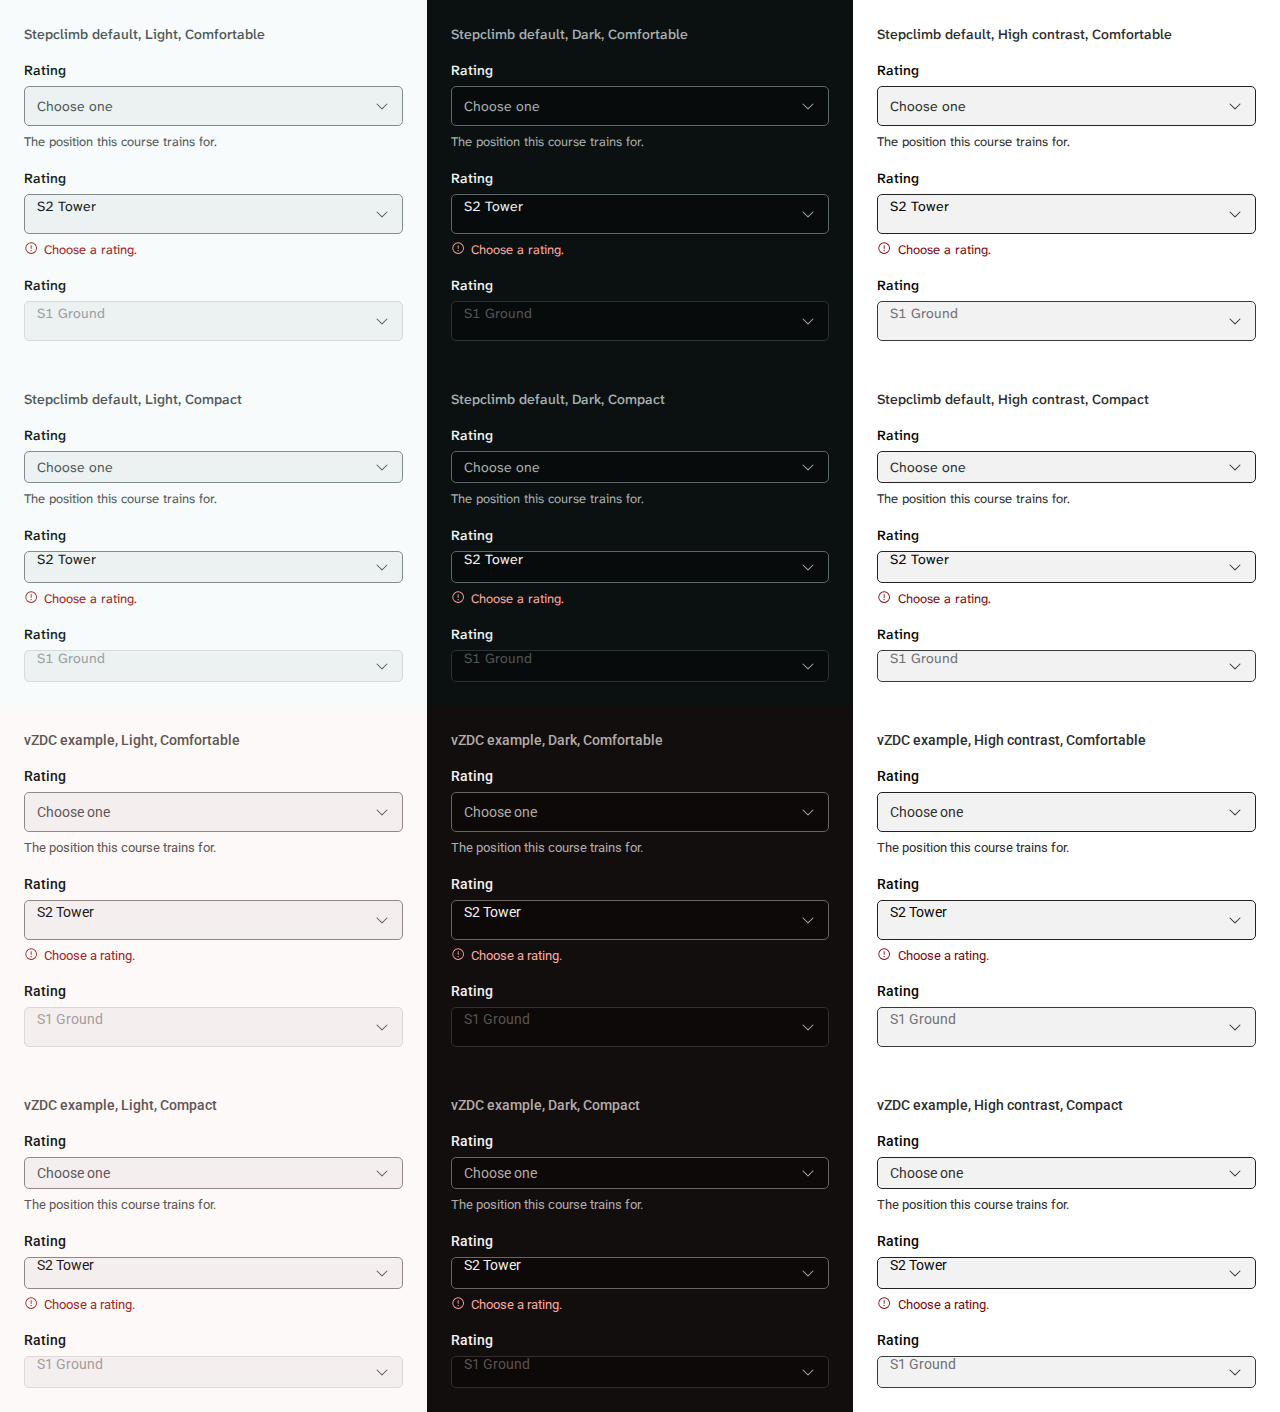 Stepclimb default, Light, Comfortable
Rating
Choose one
The position this course trains for.
Rating
S2 Tower
Choose a rating.
Rating
S1 Ground
Stepclimb default, Dark, Comfortable
Rating
Choose one
The position this course trains for.
Rating
S2 Tower
Choose a rating.
Rating
S1 Ground
Stepclimb default, High contrast, Comfortable
Rating
Choose one
The position this course trains for.
Rating
S2 Tower
Choose a rating.
Rating
S1 Ground
Stepclimb default, Light, Compact
Rating
Choose one
The position this course trains for.
Rating
S2 Tower
Choose a rating.
Rating
S1 Ground
Stepclimb default, Dark, Compact
Rating
Choose one
The position this course trains for.
Rating
S2 Tower
Choose a rating.
Rating
S1 Ground
Stepclimb default, High contrast, Compact
Rating
Choose one
The position this course trains for.
Rating
S2 Tower
Choose a rating.
Rating
S1 Ground
vZDC example, Light, Comfortable
Rating
Choose one
The position this course trains for.
Rating
S2 Tower
Choose a rating.
Rating
S1 Ground
vZDC example, Dark, Comfortable
Rating
Choose one
The position this course trains for.
Rating
S2 Tower
Choose a rating.
Rating
S1 Ground
vZDC example, High contrast, Comfortable
Rating
Choose one
The position this course trains for.
Rating
S2 Tower
Choose a rating.
Rating
S1 Ground
vZDC example, Light, Compact
Rating
Choose one
The position this course trains for.
Rating
S2 Tower
Choose a rating.
Rating
S1 Ground
vZDC example, Dark, Compact
Rating
Choose one
The position this course trains for.
Rating
S2 Tower
Choose a rating.
Rating
S1 Ground
vZDC example, High contrast, Compact
Rating
Choose one
The position this course trains for.
Rating
S2 Tower
Choose a rating.
Rating
S1 Ground